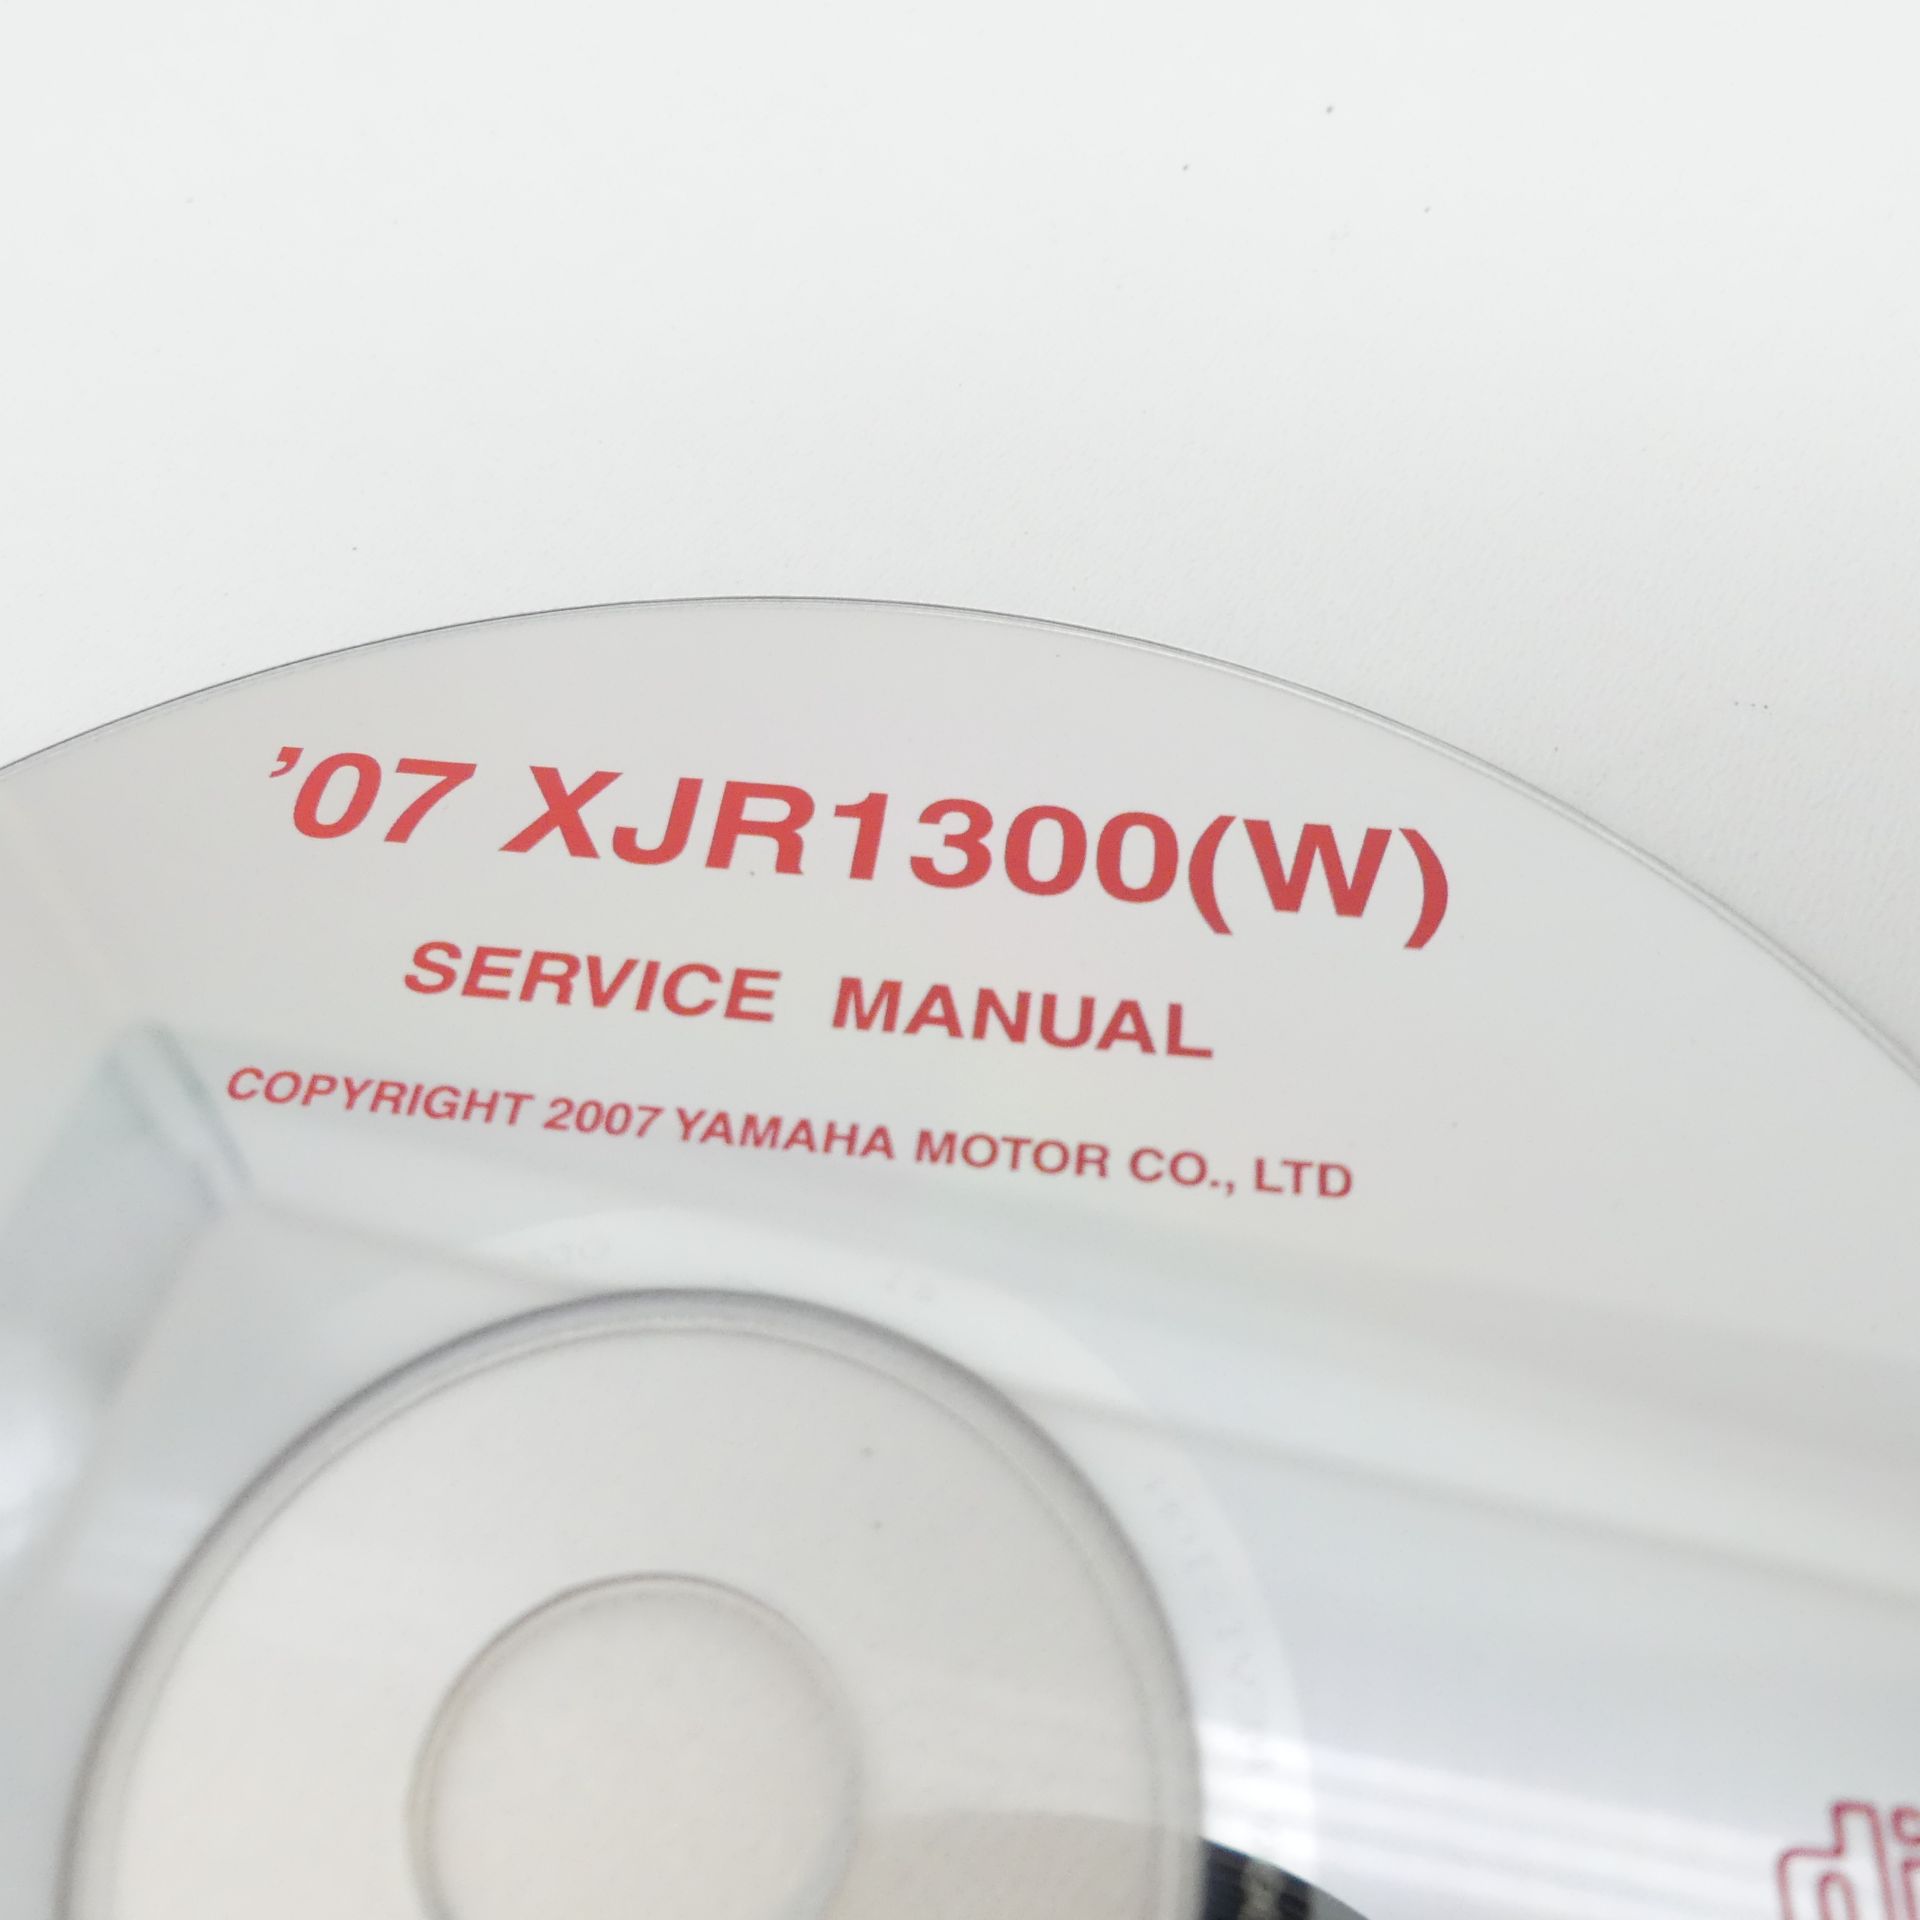 '07 XJR1300(W)
SERVICE MANUAL
COPYRIGHT 2007 YAMAHA MOTOR CO., LTD